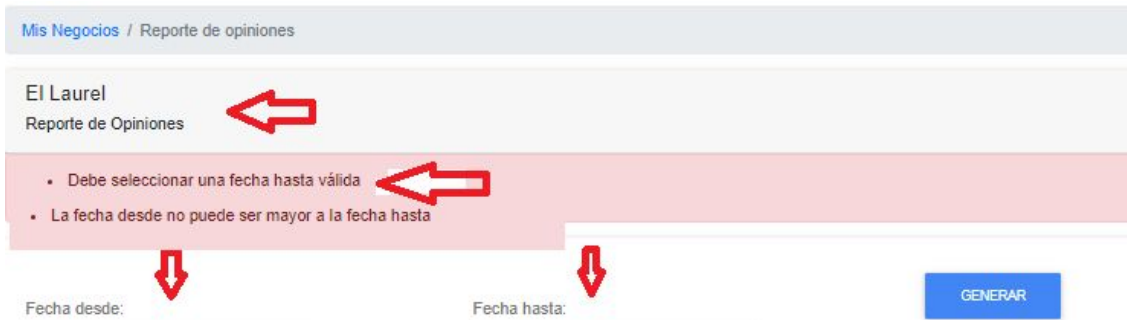 Mis Negocios / Reporte de opiniones
El Laurel
Reporte de Opiniones
• Debe seleccionar una fecha hasta válida
• La fecha desde no puede ser mayor a la fecha hasta
Fecha desde:
Fecha hasta:
GENERAR